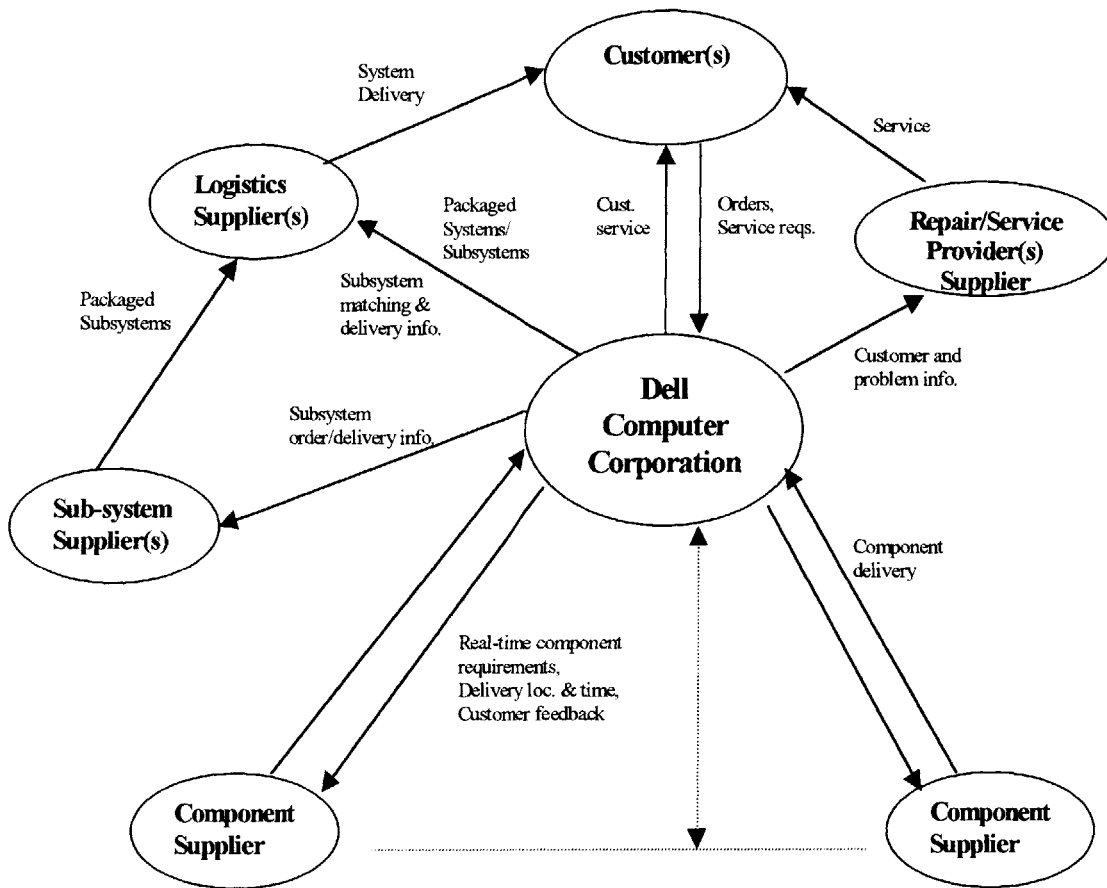 Customer(s)
System
Delivery
Service
Logistics
Supplier(s)
Packaged
Systems/
Subsystems
Cust.
service
Orders,
Service reqs.
Repair/Service
Provider(s)
Supplier
Packaged
Subsystems
Subsystem
matching &
delivery info.
Customer and
problem info.
Dell
Computer
Corporation
Subsystem
order/delivery info.
Sub-system
Supplier(s)
Component
delivery
Real-time component
requirements,
Delivery loc. & time,
Customer feedback
Component
Supplier
Component
Supplier